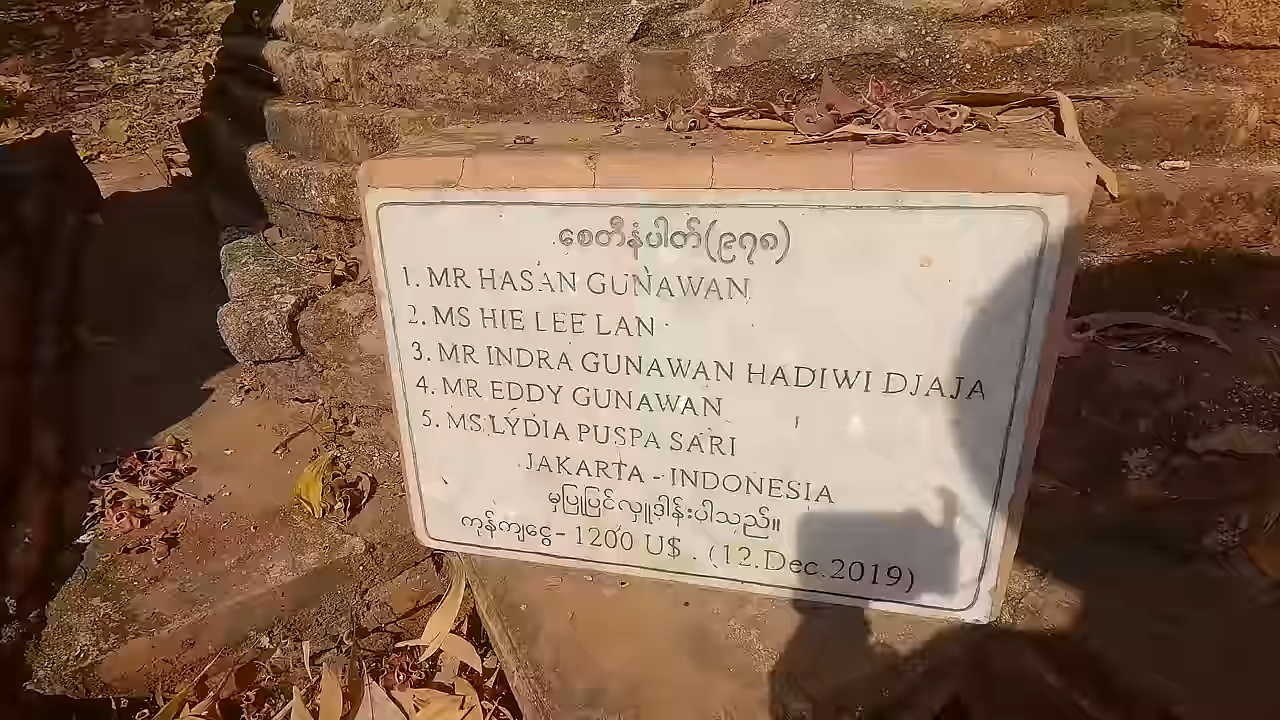 စေတီနံပါတ်(၉၇၈)
1. MR HASAN GUNAWAN
2. MS HIE LEE LAN
3. MR INDRA GUNAWAN HADIWI DJAJA
4. MR EDDY GUNAWAN
5. MS LYDIA PUSPA SARI
JAKARTA - INDONESIA
မှပြုပြင်လှူဒါန်းပါသည်။
ကုန်ကျငွေ- 1200 U$ . (12.Dec.2019)